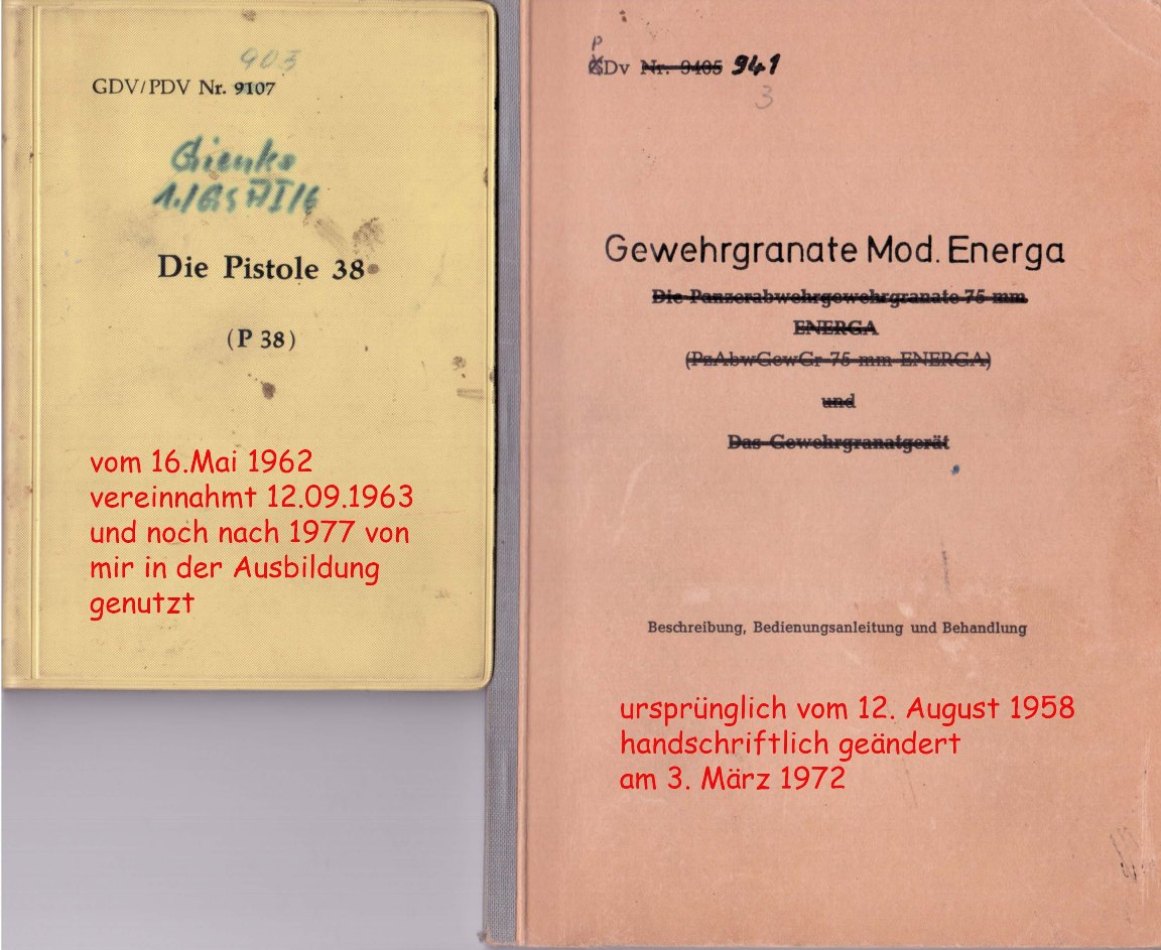 903
GDV/PDV Nr. 9107
Die Pistole 38
(P 38)
vom 16.Mai 1962
vereinnahmt 12.09.1963
und noch nach 1977 von
mir in der Ausbildung
genutzt
P
GDv Nr. 9405 941
3
Gewehrgranate Mod. Energa
Die Panzerabwehrgewehrgranate 75 mm
ENERGA
(PzAbwGewGr 75 mm ENERGA)
und
Das Gewehrgranatgerät
Beschreibung, Bedienungsanleitung und Behandlung
ursprünglich vom 12. August 1958
handschriftlich geändert
am 3. März 1972